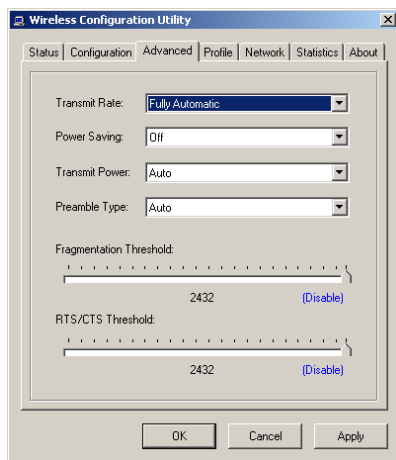 Wireless Configuration Utility
Status Configuration Advanced Profile Network Statistics About
Transmit Rate: Fully Automatic
Power Saving: Off
Transmit Power: Auto
Preamble Type: Auto
Fragmentation Threshold:
2432 (Disable)
RTS/CTS Threshold:
2432 (Disable)
OK Cancel Apply